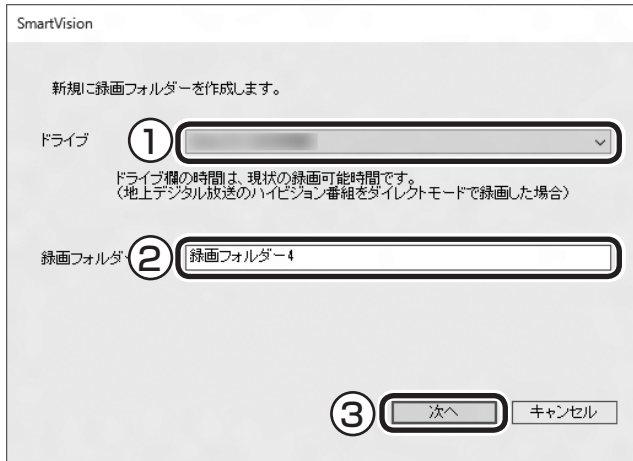 SmartVision
新規に録画フォルダーを作成します。
ドライブ
①
ドライブ欄の時間は、現状の録画可能時間です。
(地上デジタル放送のハイビジョン番組をダイレクトモードで録画した場合)
録画フォルダ
②
録画フォルダー4
③
次へ
キャンセル